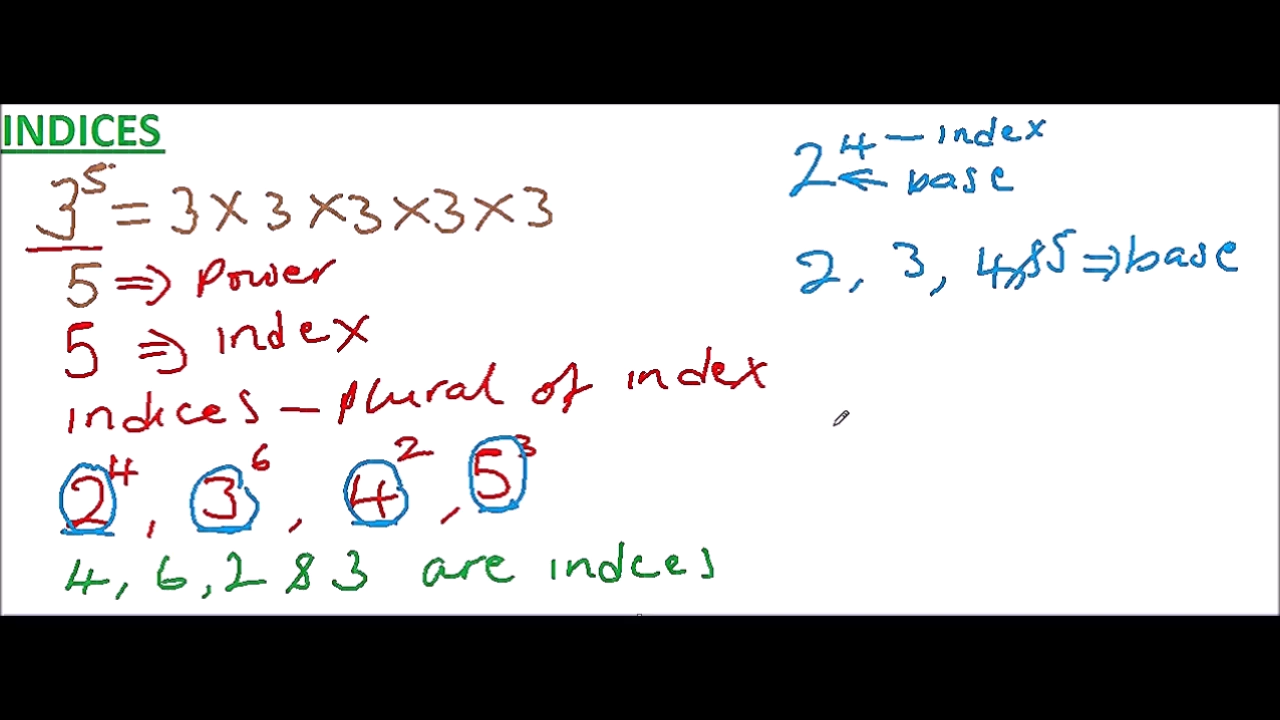 INDICES
3⁵ = 3 × 3 × 3 × 3 × 3
5 ⇒ Power
5 ⇒ index
indices – plural of index
2⁴, 3⁶, 4², 5³
4, 6, 2 & 3 are indices
2⁴ – index
← base
2, 3, 4, &5 ⇒ base